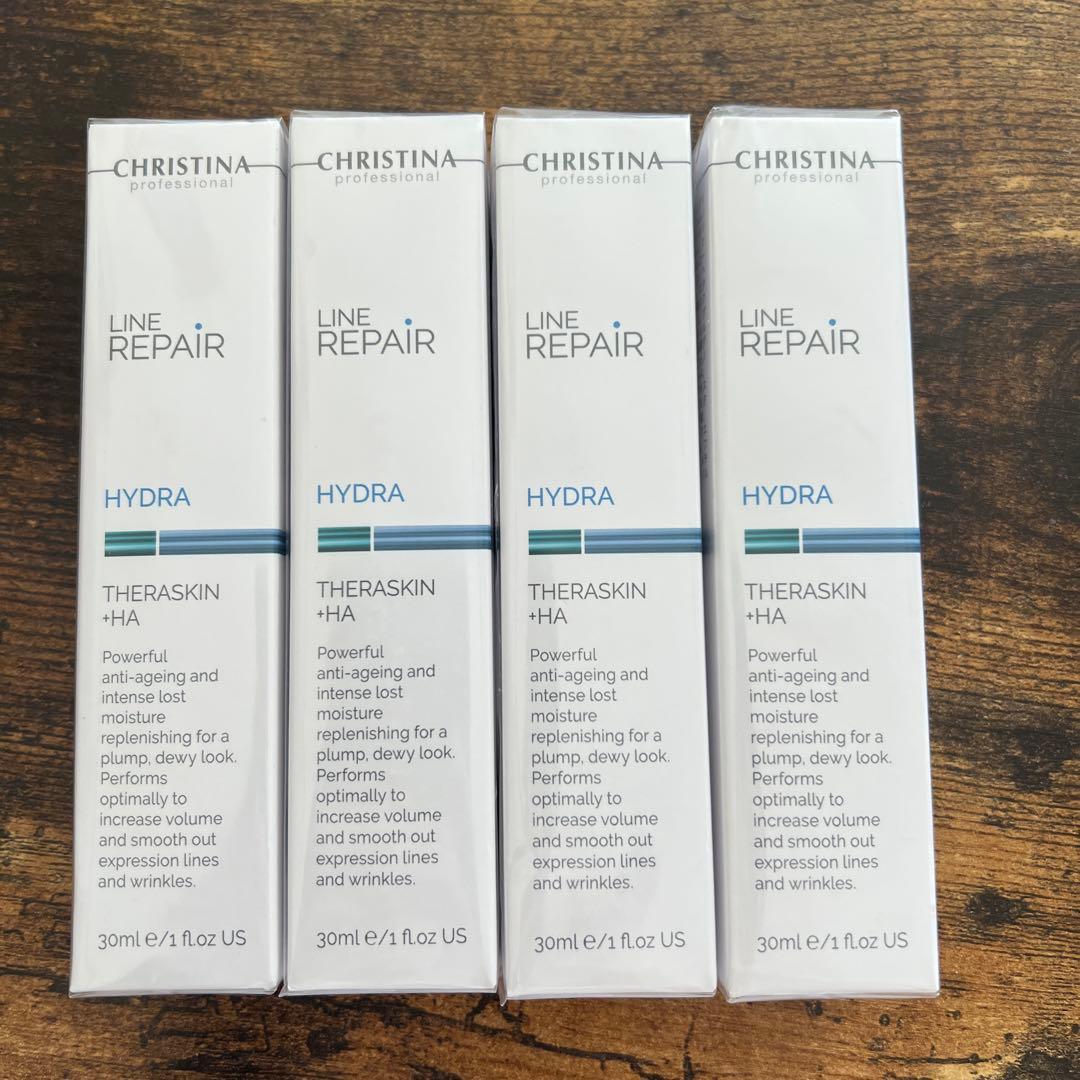 CHRISTINA
professional
LINE
REPAIR
HYDRA
THERASKIN
+HA
Powerful
anti-ageing and
intense lost
moisture
replenishing for a
plump, dewy look.
Performs
optimally to
increase volume
and smooth out
expression lines
and wrinkles.
30ml e/1 fl.oz US
CHRISTINA
professional
LINE
REPAIR
HYDRA
THERASKIN
+HA
Powerful
anti-ageing and
intense lost
moisture
replenishing for a
plump, dewy look.
Performs
optimally to
increase volume
and smooth out
expression lines
and wrinkles.
30ml e/1 fl.oz US
CHRISTINA
professional
LINE
REPAIR
HYDRA
THERASKIN
+HA
Powerful
anti-ageing and
intense lost
moisture
replenishing for a
plump, dewy look.
Performs
optimally to
increase volume
and smooth out
expression lines
and wrinkles.
30ml e/1 fl.oz US
CHRISTINA
professional
LINE
REPAIR
HYDRA
THERASKIN
+HA
Powerful
anti-ageing and
intense lost
moisture
replenishing for a
plump, dewy look.
Performs
optimally to
increase volume
and smooth out
expression lines
and wrinkles.
30ml e/1 fl.oz US